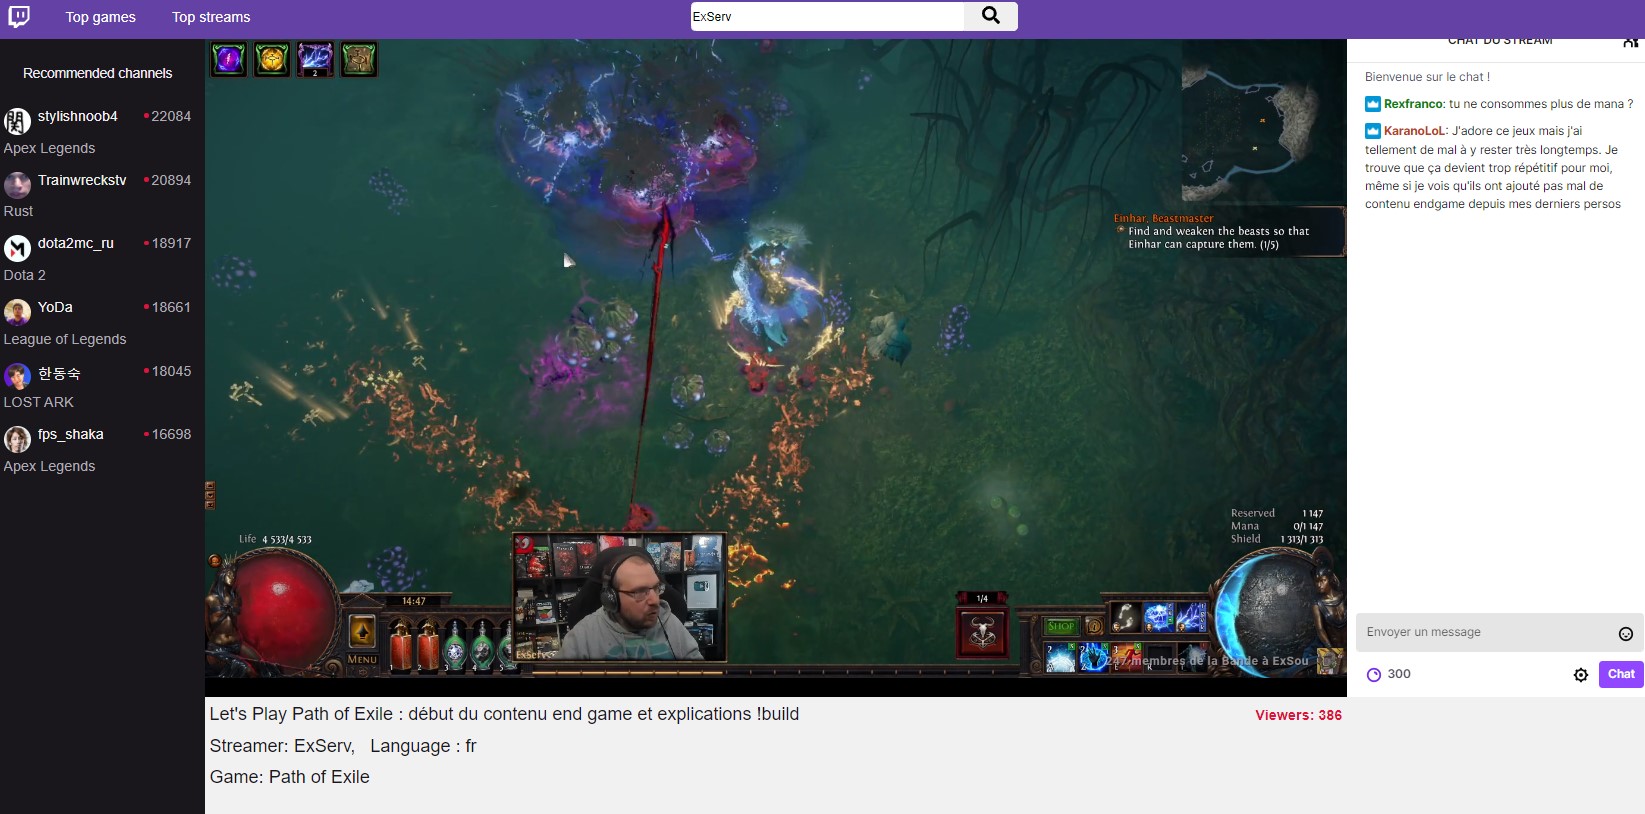 Top games
Top streams
ExServ
Recommended channels
stylishnoob4
22084
Apex Legends
Trainwreckstv
20894
Rust
dota2mc_ru
18917
Dota 2
YoDa
18661
League of Legends
한동숙
18045
LOST ARK
fps_shaka
16698
Apex Legends
2
Einhar, Beastmaster
Find and weaken the beasts so that
Einhar can capture them. (1/5)
Life 4 533/4 533
14:47
MENU
1
ExServ
1/4
Reserved 1 147
Mana 0/1 147
Shield 1 313/1 313
SHOP
247 membres de la Bande à ExSou
CHAT DU STREAM
Bienvenue sur le chat !
Rexfranco: tu ne consommes plus de mana ?
KaranoLoL: J'adore ce jeux mais j'ai
tellement de mal à y rester très longtemps. Je
trouve que ça devient trop répétitif pour moi,
même si je vois qu'ils ont ajouté pas mal de
contenu endgame depuis mes derniers persos
Envoyer un message
300
Chat
Let's Play Path of Exile : début du contenu end game et explications !build
Viewers: 386
Streamer: ExServ, Language : fr
Game: Path of Exile